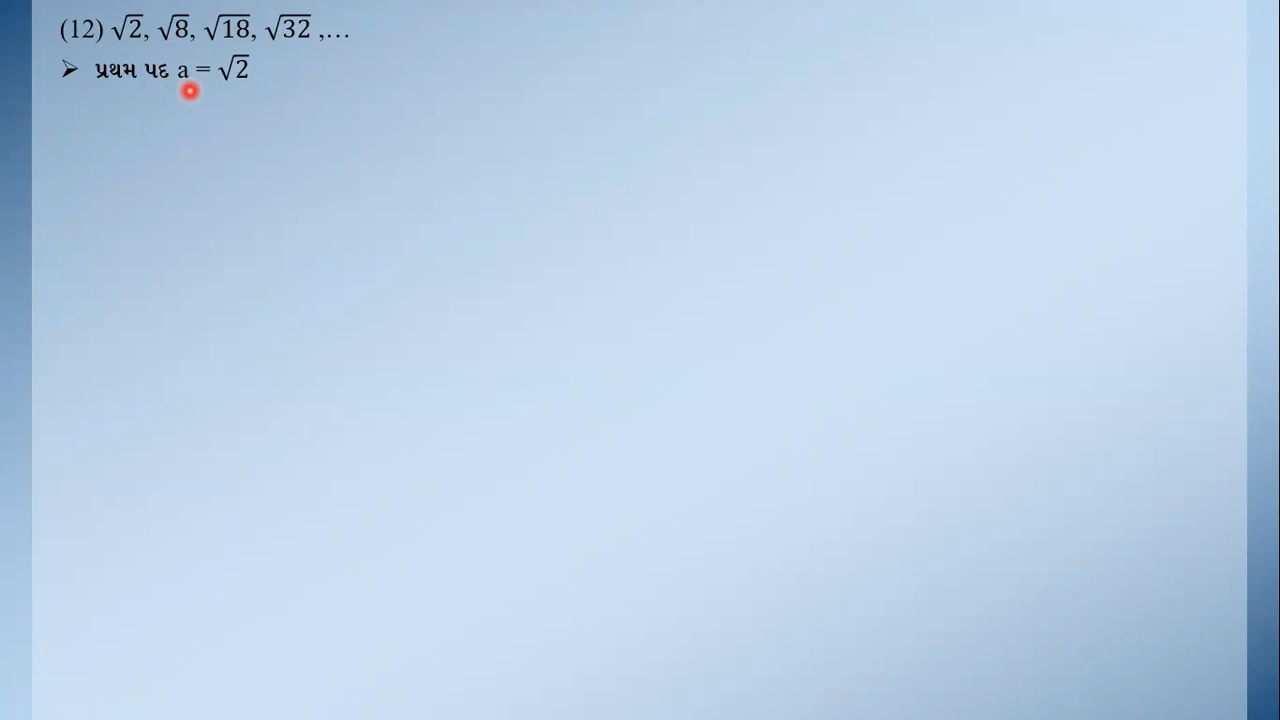 (12) √2, √8, √18, √32 ,…
➢ પ્રથમ પદ a = √2